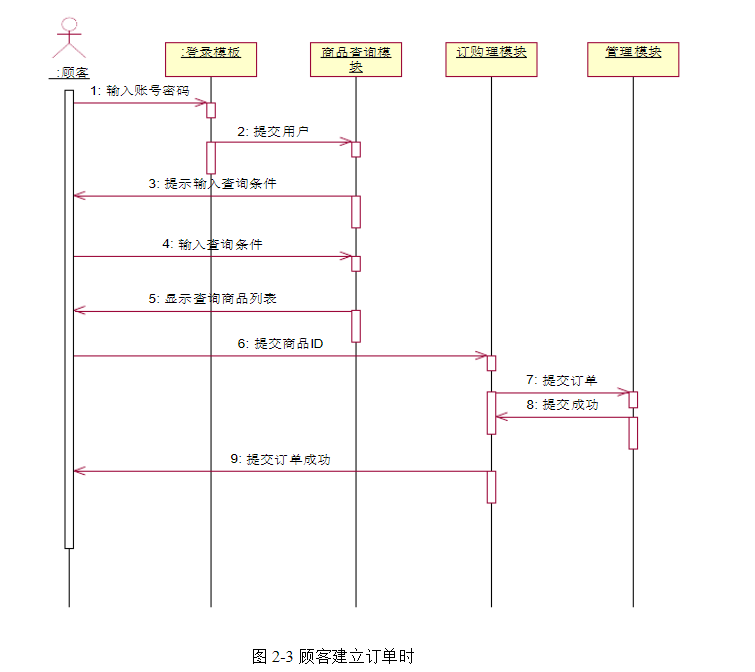 :顾客
:登录模板
商品查询模
块
订购理模块
管理模块
1: 输入账号密码
2: 提交用户
3: 提示输入查询条件
4: 输入查询条件
5: 显示查询商品列表
6: 提交商品ID
7: 提交订单
8: 提交成功
9: 提交订单成功
图 2-3 顾客建立订单时